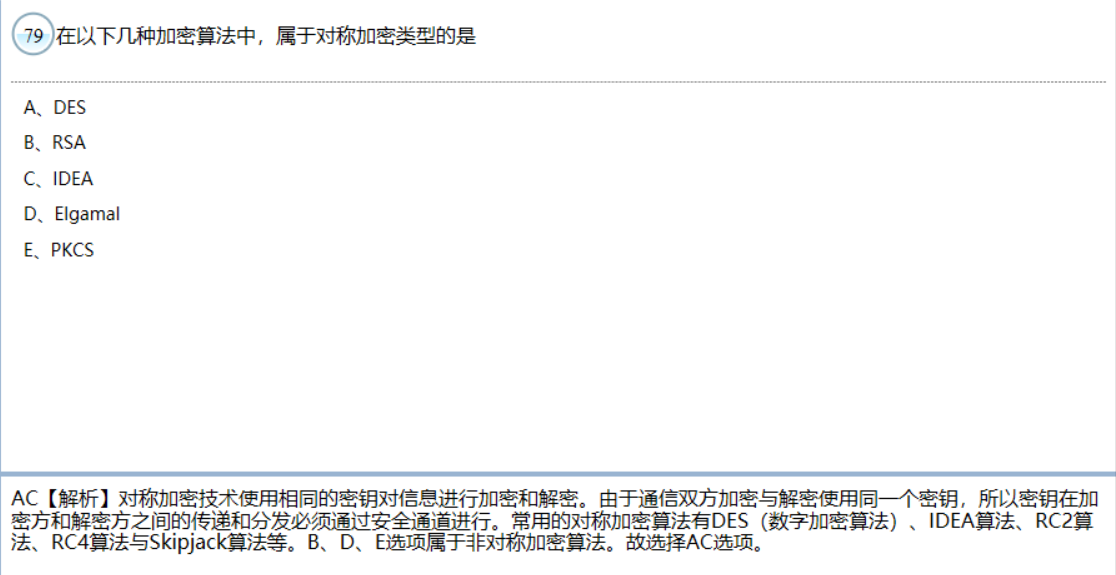 79 在以下几种加密算法中，属于对称加密类型的是
A、DES
B、RSA
C、IDEA
D、Elgamal
E、PKCS
AC【解析】对称加密技术使用相同的密钥对信息进行加密和解密。由于通信双方加密与解密使用同一个密钥，所以密钥在加
密方和解密方之间的传递和分发必须通过安全通道进行。常用的对称加密算法有DES（数字加密算法）、IDEA算法、RC2算
法、RC4算法与Skipjack算法等。B、D、E选项属于非对称加密算法。故选择AC选项。